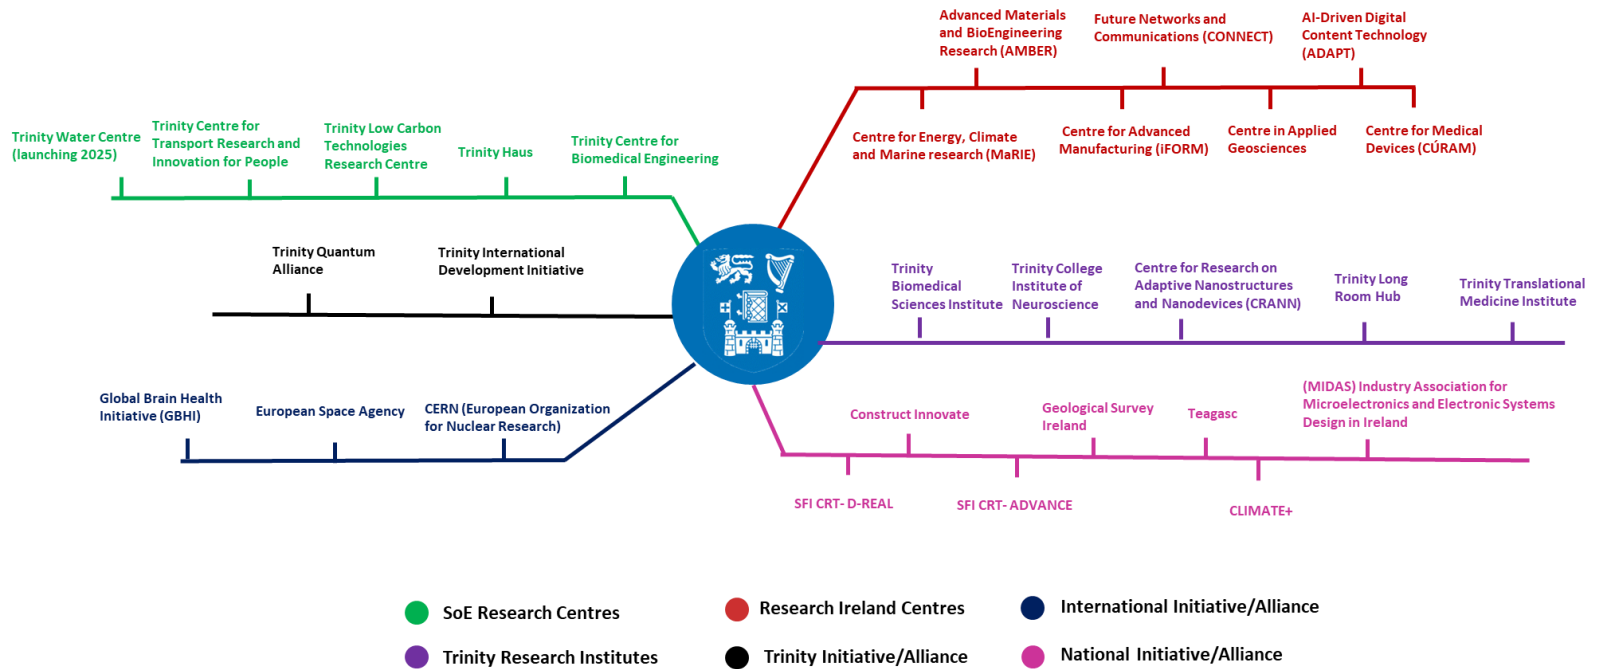 Advanced Materials
and BioEngineering
Research (AMBER)
Future Networks and
Communications (CONNECT)
AI-Driven Digital
Content Technology
(ADAPT)
Centre for Energy, Climate
and Marine research (MaRIE)
Centre for Advanced
Manufacturing (iFORM)
Centre in Applied
Geosciences
Centre for Medical
Devices (CÚRAM)
Trinity Water Centre
(launching 2025)
Trinity Centre for
Transport Research and
Innovation for People
Trinity Low Carbon
Technologies
Research Centre
Trinity Haus
Trinity Centre for
Biomedical Engineering
Trinity Quantum
Alliance
Trinity International
Development Initiative
Trinity
Biomedical
Sciences Institute
Trinity College
Institute of
Neuroscience
Centre for Research on
Adaptive Nanostructures
and Nanodevices (CRANN)
Trinity Long
Room Hub
Trinity Translational
Medicine Institute
Global Brain Health
Initiative (GBHI)
European Space Agency
CERN (European Organization
for Nuclear Research)
Construct Innovate
Geological Survey
Ireland
Teagasc
(MIDAS) Industry Association for
Microelectronics and Electronic Systems
Design in Ireland
SFI CRT- D-REAL
SFI CRT- ADVANCE
CLIMATE+
SoE Research Centres
Research Ireland Centres
International Initiative/Alliance
Trinity Research Institutes
Trinity Initiative/Alliance
National Initiative/Alliance